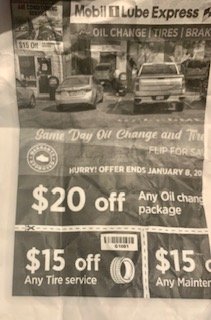 $15 Off
Mobil 1 Lube Express
OIL CHANGE | TIRES | BRAK
Same Day Oil Change and Tire
FLIP FOR SA
HURRY! OFFER ENDS JANUARY 8, 20
$20 off
Any Oil chang
package
$15 off
Any Tire service
$15
Any Mainten